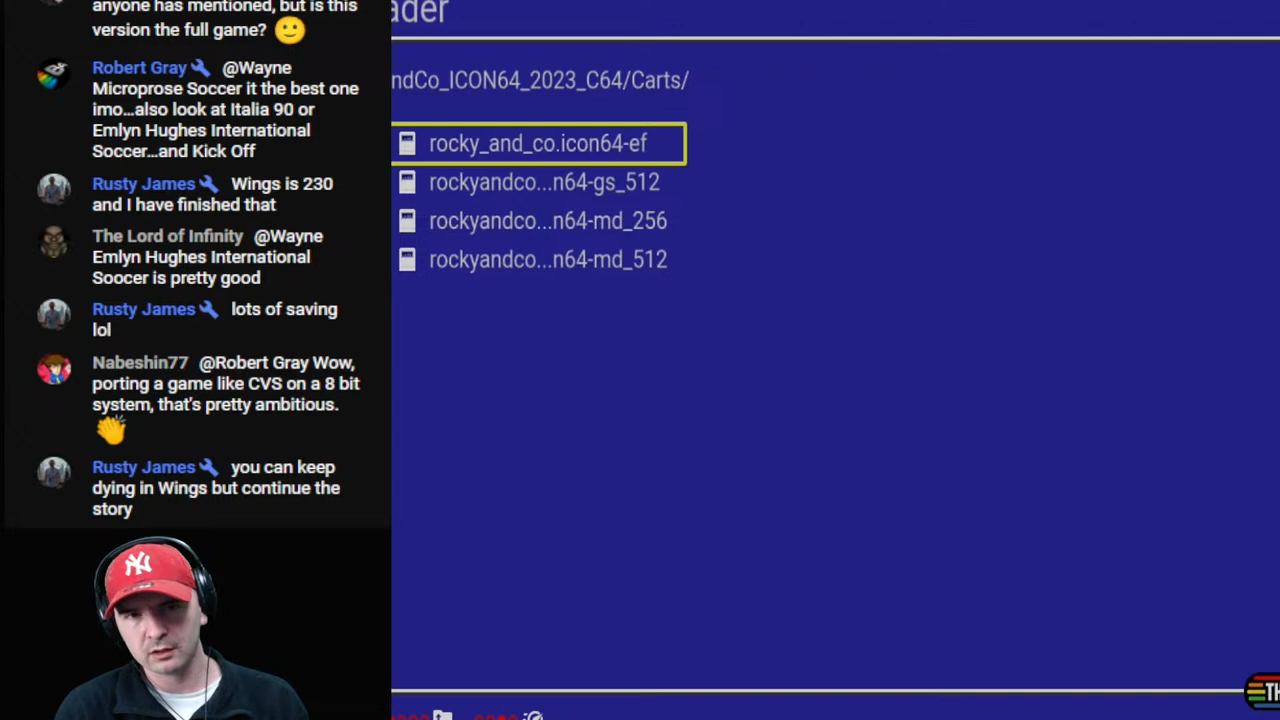 anyone has mentioned, but is this
version the full game? 🙂
Robert Gray @Wayne
Microprose Soccer it the best one
imo...also look at Italia 90 or
Emlyn Hughes International
Soccer...and Kick Off
Rusty James Wings is 230
and I have finished that
The Lord of Infinity @Wayne
Emlyn Hughes International
Soocer is pretty good
Rusty James lots of saving
lol
Nabeshin77 @Robert Gray Wow,
porting a game like CVS on a 8 bit
system, that's pretty ambitious.
👏
Rusty James you can keep
dying in Wings but continue the
story
NY
ader
ndCo_ICON64_2023_C64/Carts/
rocky_and_co.icon64-ef
rockyandco...n64-gs_512
rockyandco...n64-md_256
rockyandco...n64-md_512
TH